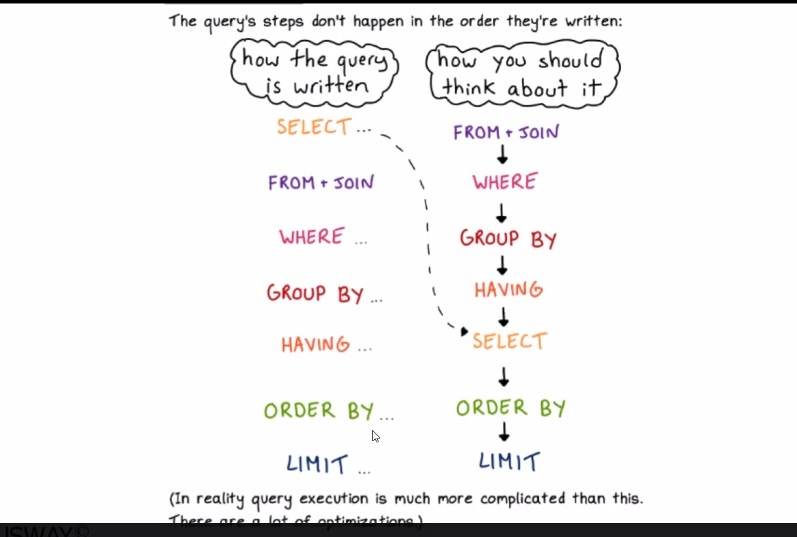 The query's steps don't happen in the order they're written:
how the query
is written
how you should
think about it
SELECT ...
FROM + JOIN
WHERE ...
GROUP BY ...
HAVING ...
ORDER BY ...
LIMIT ...
FROM + JOIN
WHERE
GROUP BY
HAVING
SELECT
ORDER BY
LIMIT
(In reality query execution is much more complicated than this.
There are a lot of optimizations.)